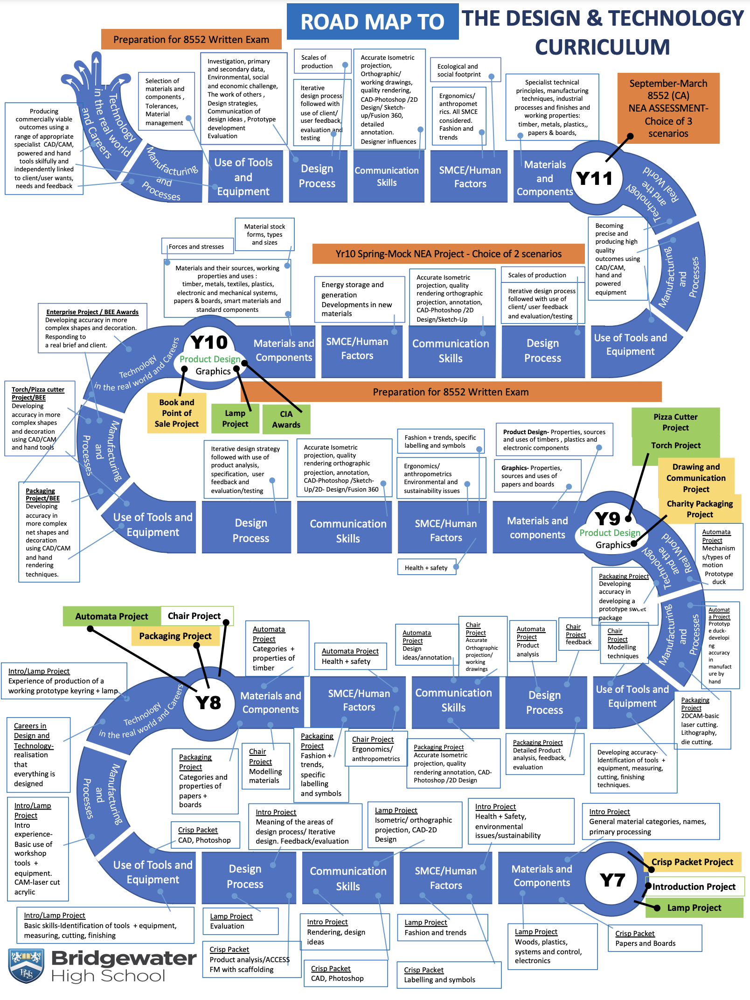 ROAD MAP TO
THE DESIGN & TECHNOLOGY
CURRICULUM
Preparation for 8552 Written Exam
Producing
commercially viable
outcomes using a
range of appropriate
specialist CAD/CAM,
powered and hand
tools skilfully and
independently linked
to client/user wants,
needs and feedback
Selection of
materials and
components ,
Tolerances,
Material
management
Investigation, primary
and secondary data,
Environmental, social
and economic challenge,
The work of others ,
Design strategies,
Communication of
design ideas , Prototype
development
Evaluation
Scales of
production
Iterative
design process
followed with
use of client/
user feedback,
evaluation and
testing
Accurate Isometric
projection,
Orthographic/
working drawings,
quality rendering,
CAD-Photoshop /2D
Design/ Sketch-
up/Fusion 360,
detailed
annotation.
Designer influences
Ecological and
social footprint
Ergonomics/
anthropomet
rics. All SMCE
considered.
Fashion and
trends
Specialist technical
principles, manufacturing
techniques, industrial
processes and finishes and
working properties:
timber, metals, plastics,,
papers & boards,
September-March
8552 (CA)
NEA ASSESSMENT-
Choice of 3
scenarios
Technology
in the real world
and Careers
Manufacturing
and
Processes
Use of Tools
and
Equipment
Design
Process
Communication
Skills
SMCE/Human
Factors
Materials
and
Components
Y11
Technology
and the
Real World
Manufacturing
and
Processes
Becoming
precise and
producing high
quality
outcomes using
CAD/CAM,
hand and
powered
equipment
Forces and stresses
Material stock
forms, types
and sizes
Materials and their sources, working
properties and uses :
timber, metals, textiles, plastics,
electronic and mechanical systems,
papers & boards, smart materials and
standard components
Yr10 Spring-Mock NEA Project - Choice of 2 scenarios
Energy storage and
generation
Developments in new
materials
Accurate Isometric
projection, quality
rendering orthographic
projection, annotation,
CAD-Photoshop /2D
Design/Sketch-Up
Scales of production
Iterative design process
followed with use of
client/ user feedback
and evaluation/testing
Enterprise Project / BEE Awards
Developing accuracy in more
complex shapes and decoration.
Responding to
a real brief and client.
Technology
in the real world and Careers
Y10
Product Design
Graphics
Materials and
Components
SMCE/Human
Factors
Communication
Skills
Design
Process
Use of Tools and
Equipment
Preparation for 8552 Written Exam
Book and
Point of
Sale Project
Lamp
Project
CIA
Awards
Torch/Pizza cutter
Project/BEE
Developing
accuracy in more
complex shapes
and decoration
using CAD/CAM
and hand tools
Manufacturing
and
Processes
Packaging
Project/BEE
Developing
accuracy in
more complex
net shapes and
decoration
using CAD/CAM
and hand
rendering
techniques.
Iterative design strategy
followed with use of
product analysis,
specification, user
feedback and
evaluation/testing
Accurate Isometric
projection, quality
rendering orthographic
projection, annotation,
CAD-Photoshop /Sketch-
Up/2D- Design/Fusion 360
Fashion + trends, specific
labelling and symbols
Ergonomics/
anthropometrics
Environmental and
sustainability issues
Product Design- Properties, sources
and uses of timbers , plastics and
electronic components
Graphics- Properties,
sources and uses of
papers and boards
Pizza Cutter
Project
Torch Project
Drawing and
Communication
Project
Charity Packaging
Project
Use of Tools and
Equipment
Design
Process
Communication
Skills
SMCE/Human
Factors
Materials and
components
Y9
Product Design
Graphics
Technology
and the
Real World
Health + safety
Automata
Project
Mechanism
s/types of
motion
Prototype
duck
Packaging Project
Developing
accuracy in
developing a
prototype sweet
package
Manufacturing
and
Processes
Automat
a Project
Prototyp
e duck-
developi
ng
accuracy
in
manufact
ure by
hand
Automata Project
Chair Project
Packaging Project
Automata
Project
Categories +
properties of
timber
Automata Project
Health + safety
Automata
Project
Design
ideas/annotation
Chair
Project
Accurate
Orthographic
projection/
working
drawings
Automata
Project
Product
analysis
Chair
Project
feedback
Chair
Project
Modelling
techniques
Intro/Lamp Project
Experience of production of a
working prototype keyring + lamp
Technology
in the real world and Careers
Y8
Materials and
Components
SMCE/Human
Factors
Communication
Skills
Design
Process
Use of Tools and
Equipment
Packaging
Project
2DCAM-basic
laser cutting.
Lithography,
die cutting.
Careers in
Design and
Technology-
realisation
that
everything is
designed
Packaging
Project
Categories and
properties of
papers +
boards
Chair
Project
Modelling
materials
Packaging
Project
Fashion +
trends,
specific
labelling
and symbols
Chair Project
Ergonomics/
anthropometrics
Packaging Project
Accurate Isometric
projection, quality
rendering annotation, CAD-
Photoshop /2D Design
Packaging Project
Detailed Product
analysis, feedback,
evaluation
Developing accuracy-
Identification of tools +
equipment, measuring,
cutting, finishing
techniques.
Manufacturing
and
Processes
Intro/Lamp
Project
Intro
experience-
Basic use of
workshop
tools +
equipment.
CAM-laser cut
acrylic
Crisp Packet
CAD, Photoshop
Intro Project
Meaning of the areas of
design process/ Iterative
design. Feedback/evaluation
Lamp Project
Isometric/ orthographic
projection, CAD-2D
Design
Intro Project
Health + Safety,
environmental
issues/sustainability
Intro Project
General material categories, names,
primary processing
Use of Tools and
Equipment
Design
Process
Communication
Skills
SMCE/Human
Factors
Materials and
Components
Y7
Crisp Packet Project
Introduction Project
Lamp Project
Intro/Lamp Project
Basic skills-Identification of tools + equipment,
measuring, cutting, finishing
Lamp Project
Evaluation
Crisp Packet
Product analysis/ACCESS
FM with scaffolding
Intro Project
Rendering, design
ideas
Crisp Packet
CAD, Photoshop
Lamp Project
Fashion and trends
Crisp Packet
Labelling and symbols
Lamp Project
Woods, plastics,
systems and control,
electronics
Crisp Packet
Papers and Boards
BHS
Bridgewater
High School